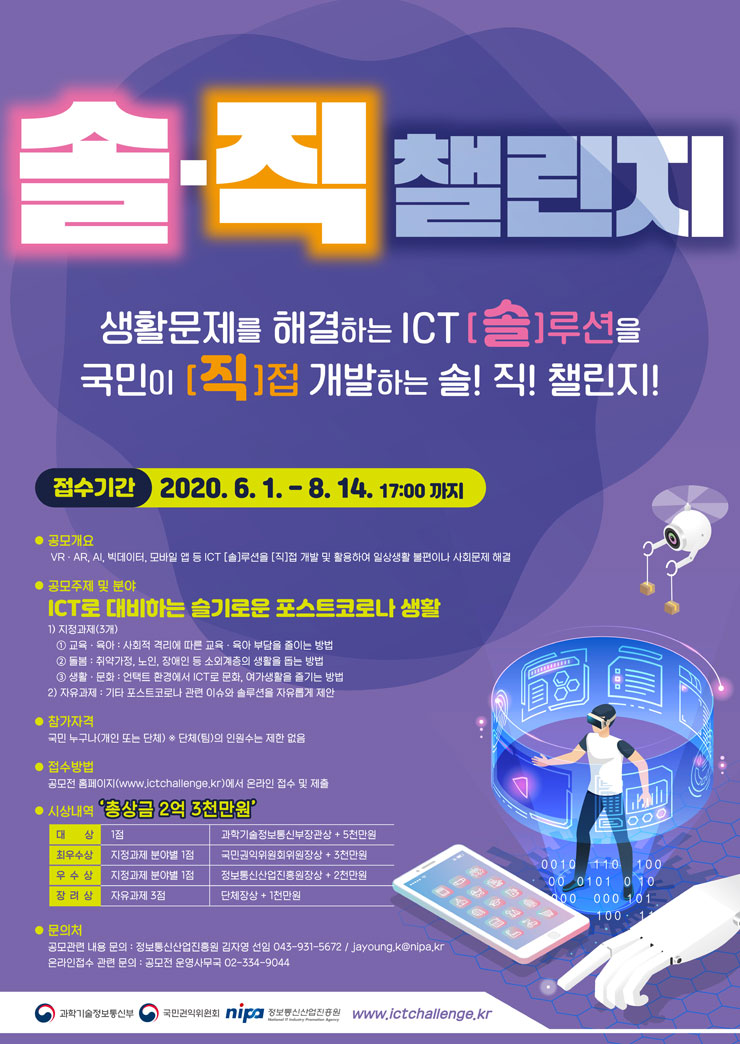 솔·직 챌린지
생활문제를 해결하는 ICT [솔]루션을
국민이 [직]접 개발하는 솔! 직! 챌린지!
접수기간 2020. 6. 1. – 8. 14. 17:00 까지
● 공모개요
VR · AR, AI, 빅데이터, 모바일 앱 등 ICT [솔]루션을 [직]접 개발 및 활용하여 일상생활 불편이나 사회문제 해결
● 공모주제 및 분야
ICT로 대비하는 슬기로운 포스트코로나 생활
1) 지정과제(3개)
① 교육 · 육아 : 사회적 격리에 따른 교육 · 육아 부담을 줄이는 방법
② 돌봄 : 취약가정, 노인, 장애인 등 소외계층의 생활을 돕는 방법
③ 생활 · 문화 : 언택트 환경에서 ICT로 문화, 여가생활을 즐기는 방법
2) 자유과제 : 기타 포스트코로나 관련 이슈와 솔루션을 자유롭게 제안
● 참가자격
국민 누구나(개인 또는 단체) ※ 단체(팀)의 인원수는 제한 없음
● 접수방법
공모전 홈페이지(www.ictchallenge.kr)에서 온라인 접수 및 제출
● 시상내역 '총상금 2억 3천만원'
대 상 1점 과학기술정보통신부장관상 + 5천만원
최우수상 지정과제 분야별 1점 국민권익위원회위원장상 + 3천만원
우 수 상 지정과제 분야별 1점 정보통신산업진흥원장상 + 2천만원
장 려 상 자유과제 3점 단체장상 + 1천만원
● 문의처
공모관련 내용 문의 : 정보통신산업진흥원 김자영 선임 043-931-5672 / jayoung.k@nipa.kr
온라인접수 관련 문의 : 공모전 운영사무국 02-334-9044
0010 110 100
00 0101 0 10
000 000 101
100
과학기술정보통신부 국민권익위원회 nipa 정보통신산업진흥원 www.ictchallenge.kr
National IT Industry Promotion Agency